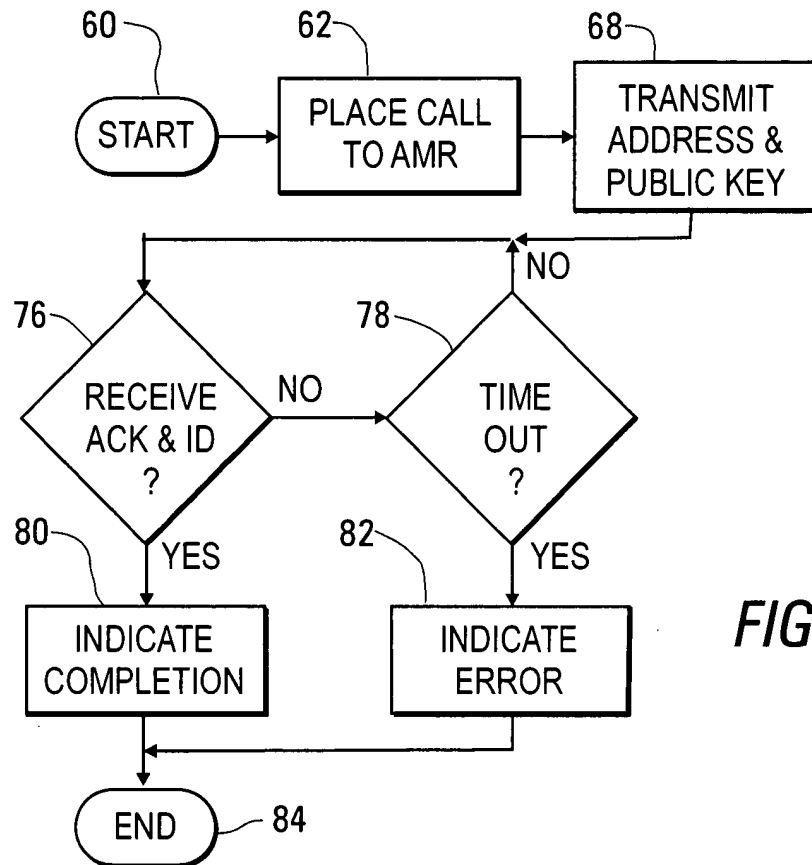 60
62
68
START
PLACE CALL
TO AMR
TRANSMIT
ADDRESS &
PUBLIC KEY
NO
76
78
RECEIVE
ACK & ID
?
NO
TIME
OUT
?
YES
YES
80
82
INDICATE
COMPLETION
INDICATE
ERROR
FIG
END
84